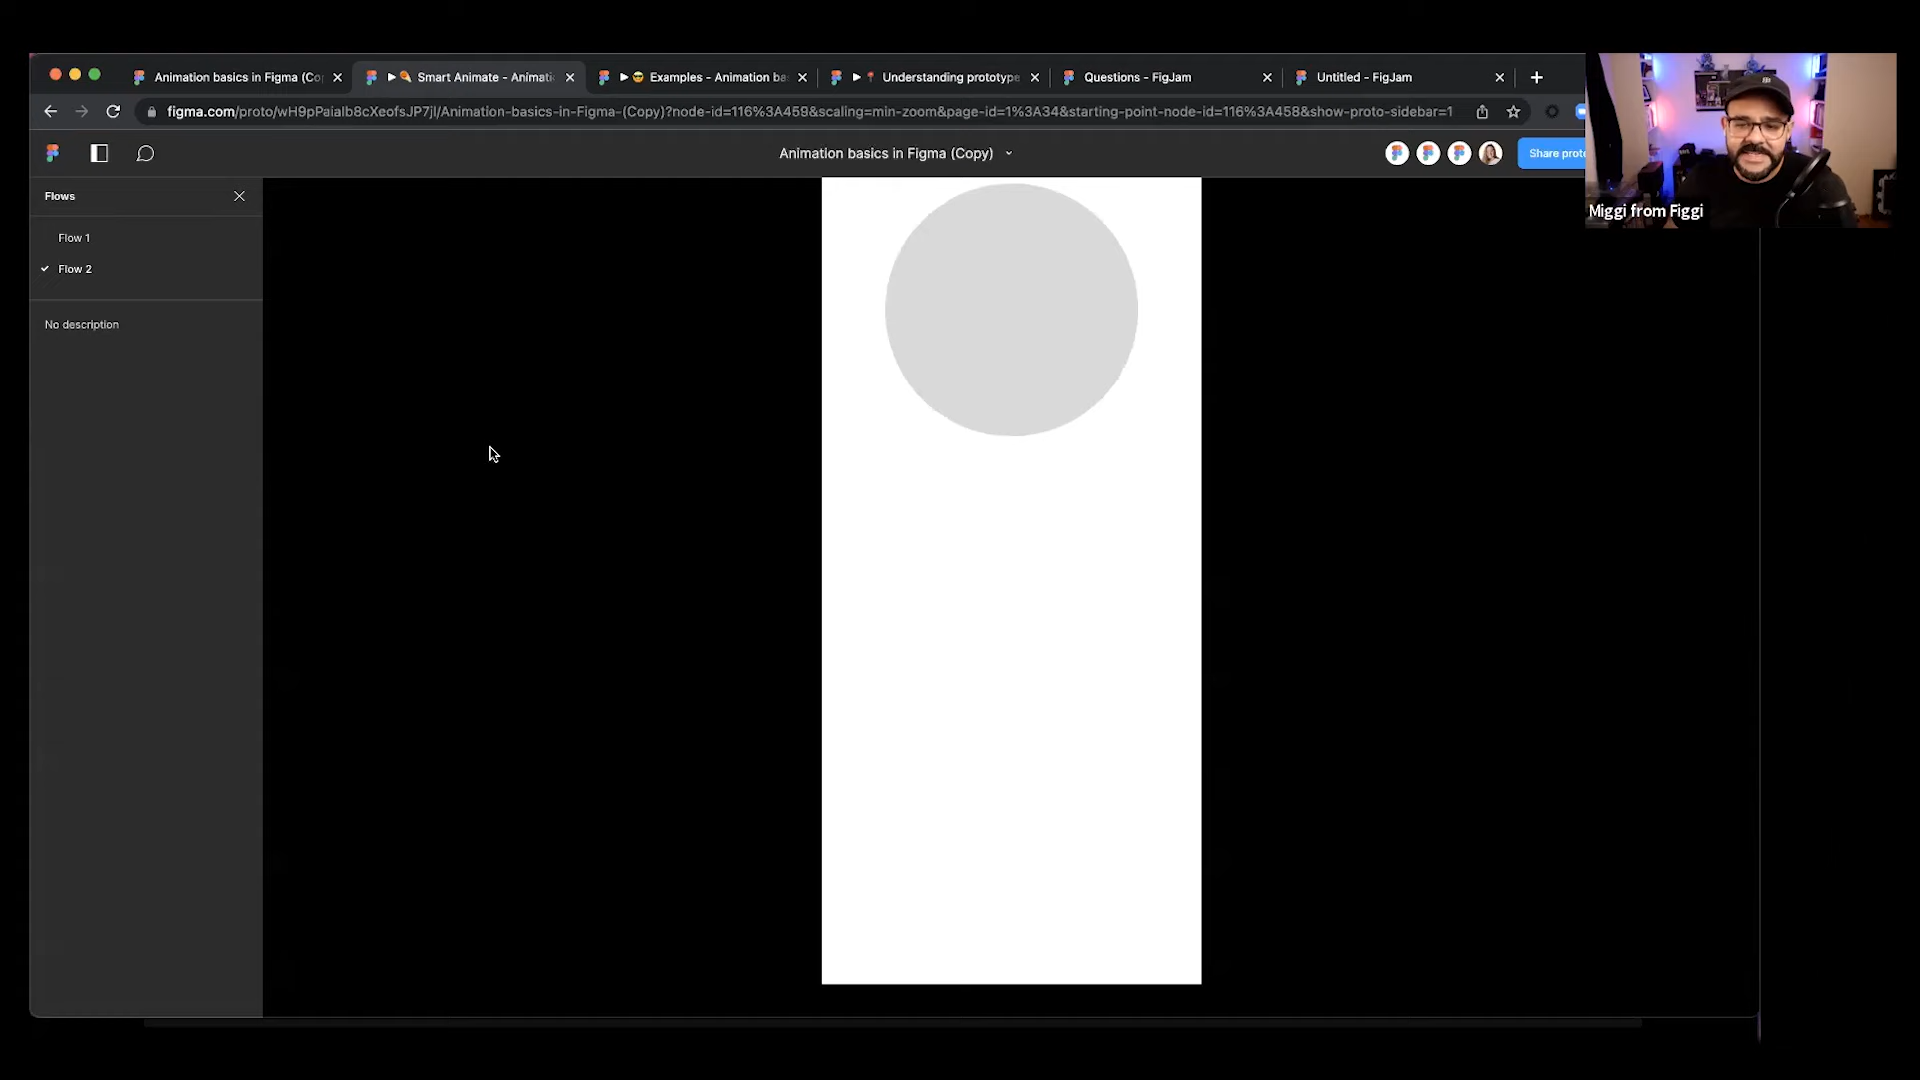 Animation basics in Figma (Co
Smart Animate - Animati
Examples - Animation ba
Understanding prototype
Questions - FigJam
Untitled - FigJam
figma.com/proto/wH9pPaialb8cXeofsJP7jl/Animation-basics-in-Figma-(Copy)?node-id=116%3A459&scaling=min-zoom&page-id=1%3A34&starting-point-node-id=116%3A458&show-proto-sidebar=1
Animation basics in Figma (Copy)
Share proto
Miggi from Figgi
Flows
Flow 1
Flow 2
No description